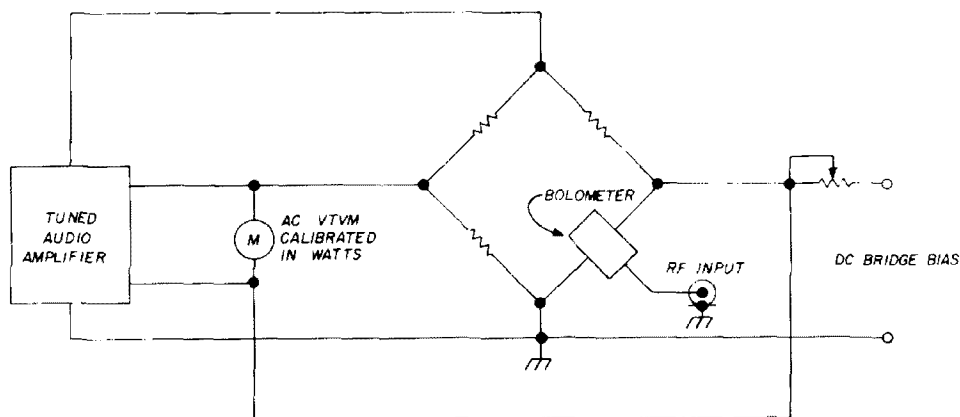 TUNED
AUDIO
AMPLIFIER
M
AC VTVM
CALIBRATED
IN WATTS
BOLOMETER
RF INPUT
DC BRIDGE BIAS